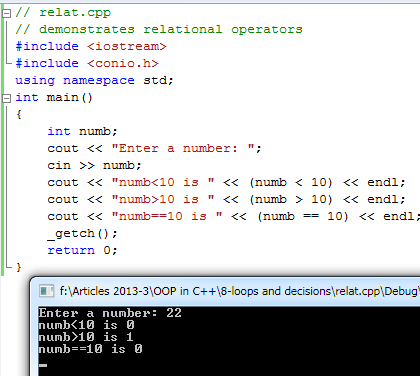 // relat.cpp
// demonstrates relational operators
#include <iostream>
#include <conio.h>
using namespace std;
int main()
{
int numb;
cout << "Enter a number: ";
cin >> numb;
cout << "numb<10 is " << (numb < 10) << endl;
cout << "numb>10 is " << (numb > 10) << endl;
cout << "numb==10 is " << (numb == 10) << endl;
_getch();
return 0;
}
f:\Articles 2013-3\OOP in C++\8-loops and decisions\relat.cpp\Debug\
Enter a number: 22
numb<10 is 0
numb>10 is 1
numb==10 is 0